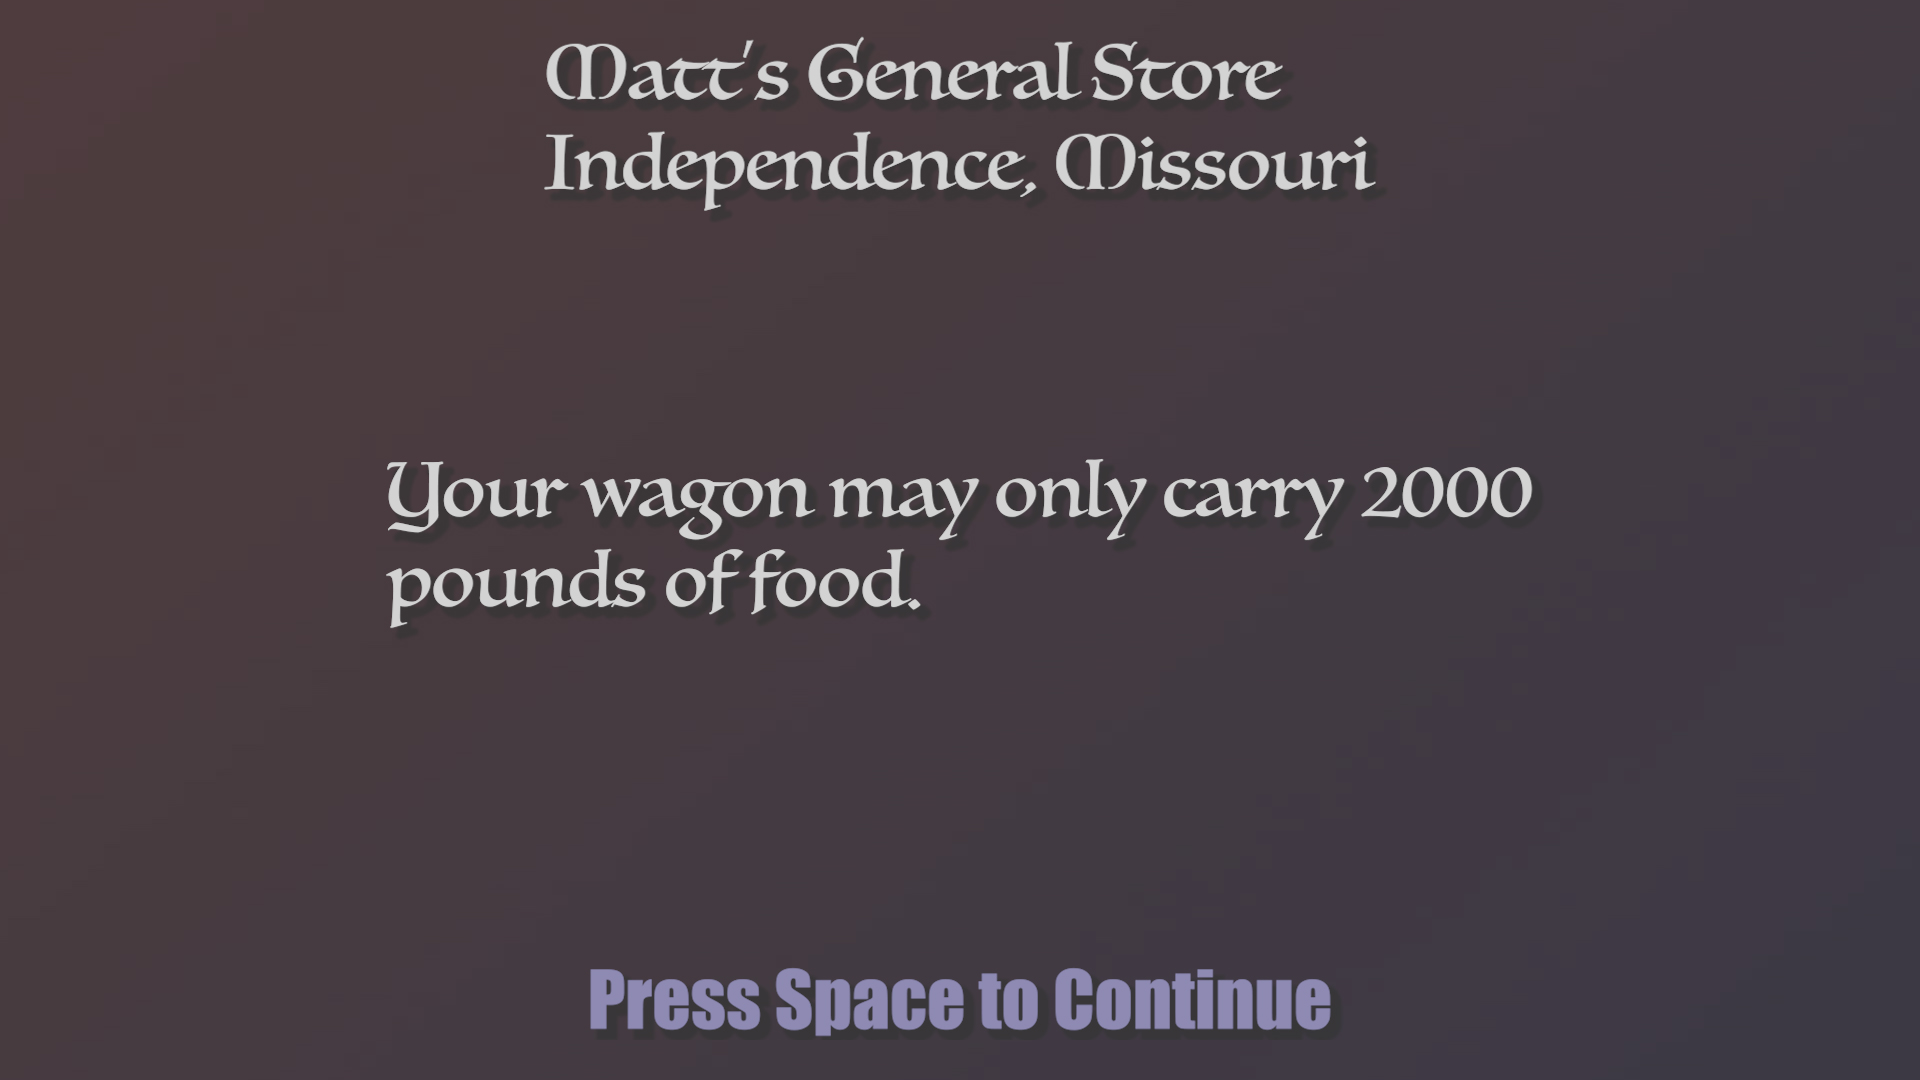 Matt's General Store
Independence, Missouri
Your wagon may only carry 2000
pounds of food.
Press Space to Continue